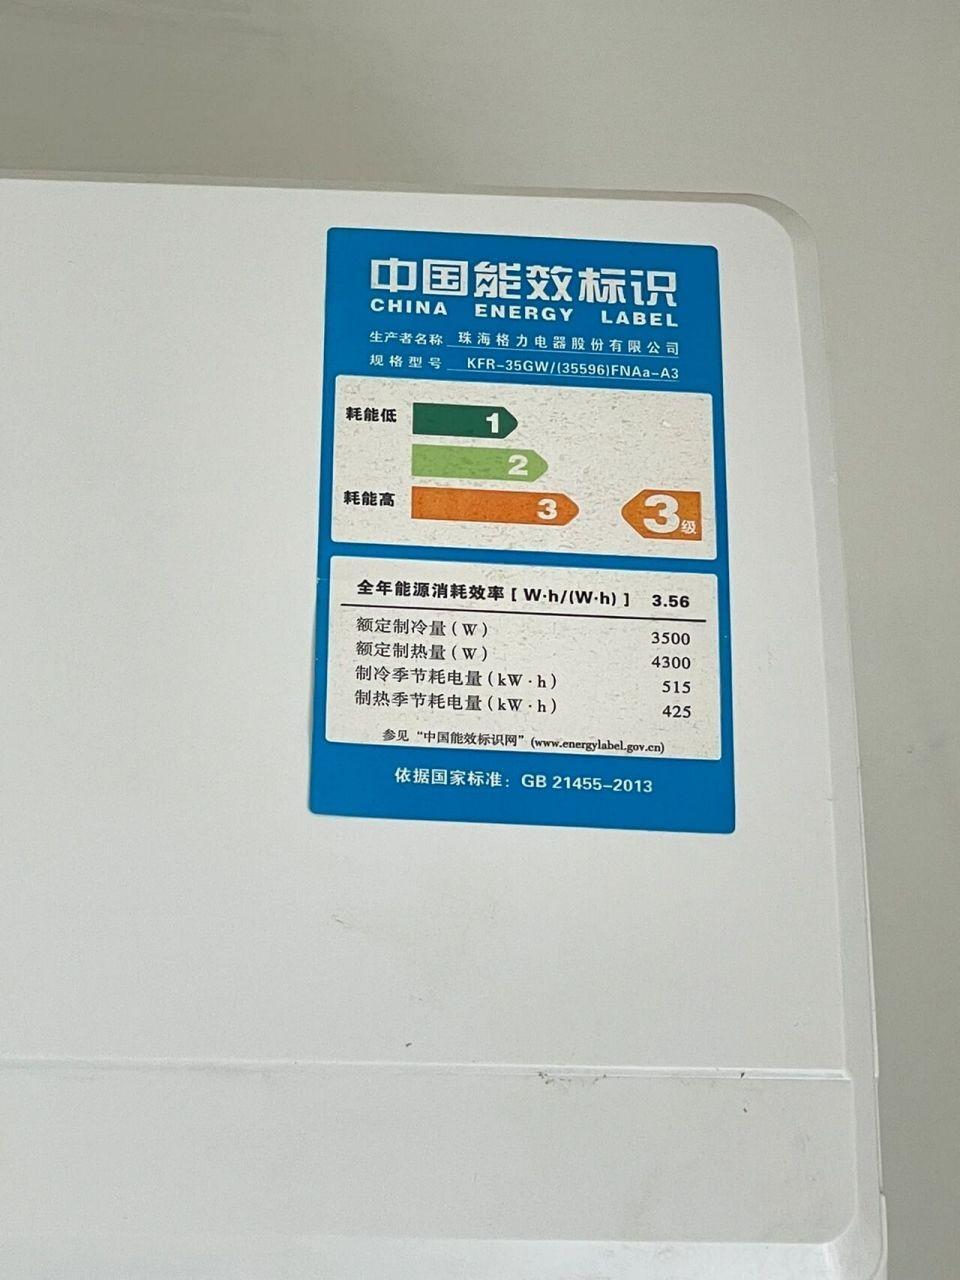 中国能效标识
CHINA ENERGY LABEL
生产者名称 珠海格力电器股份有限公司
规格型号 KFR-35GW/(35596)FNAa-A3
耗能低 1
2
耗能高 3 3级
全年能源消耗效率[W·h/(W·h)] 3.56
额定制冷量(W) 3500
额定制热量(W) 4300
制冷季节耗电量(kW·h) 515
制热季节耗电量(kW·h) 425
参见“中国能效标识网”(www.energylabel.gov.cn)
依据国家标准：GB 21455-2013